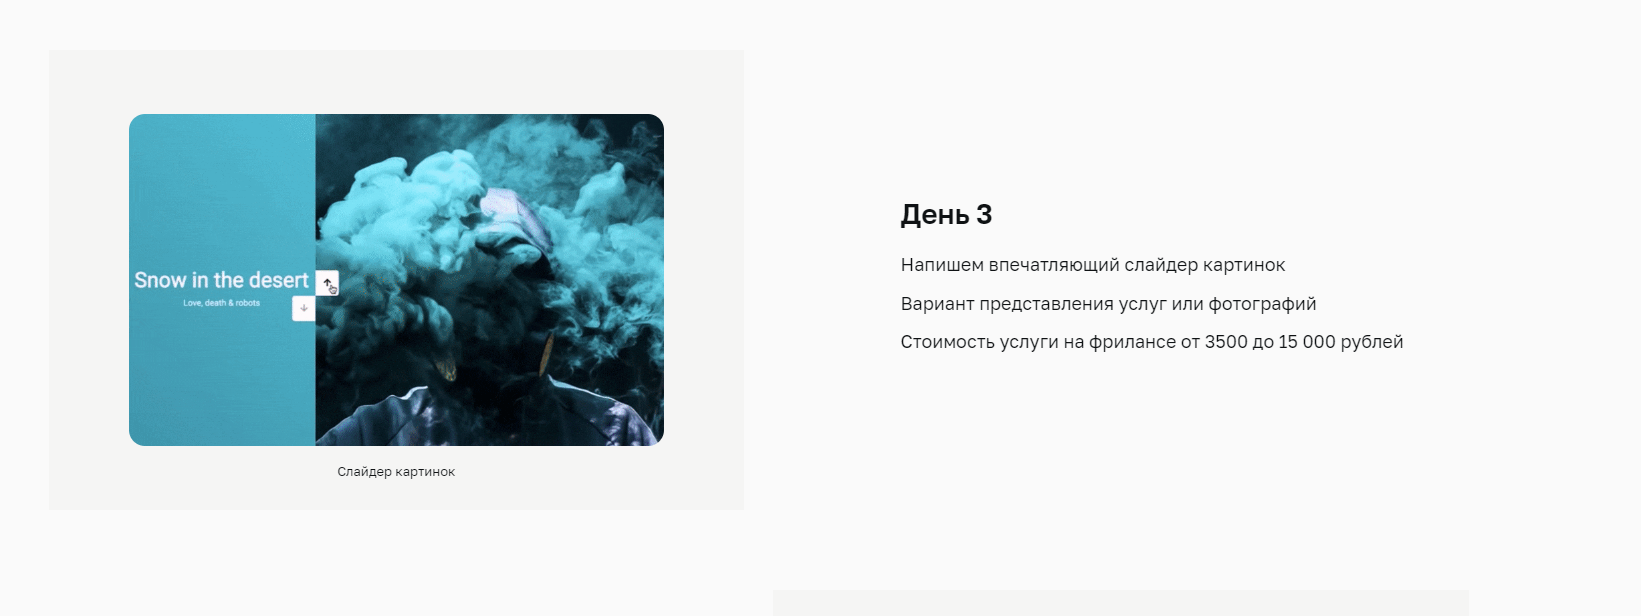 Snow in the desert
Love, death & robots
Слайдер картинок
День 3
Напишем впечатляющий слайдер картинок
Вариант представления услуг или фотографий
Стоимость услуги на фрилансе от 3500 до 15 000 рублей